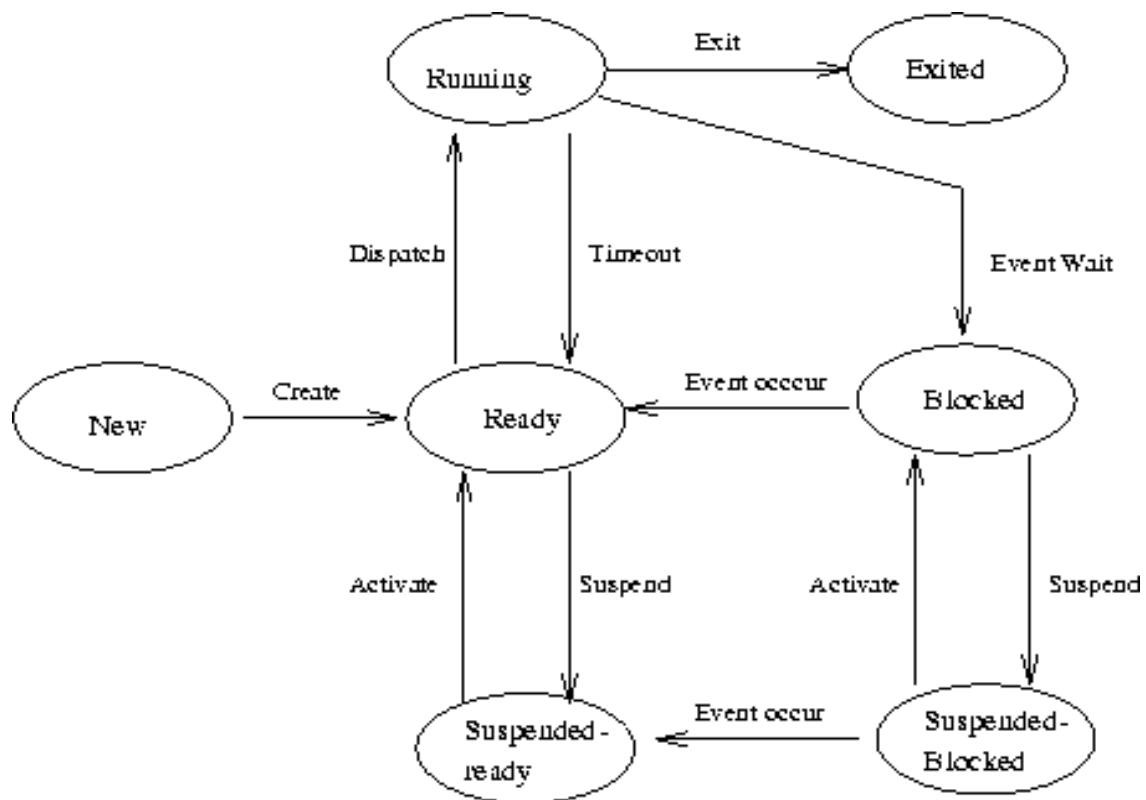 Exit
Running
Exited
Dispatch
Timeout
Event Wait
Create
Event occcur
New
Ready
Blocked
Activate
Suspend
Activate
Suspend
Suspended-
ready
Event occur
Suspended-
Blocked